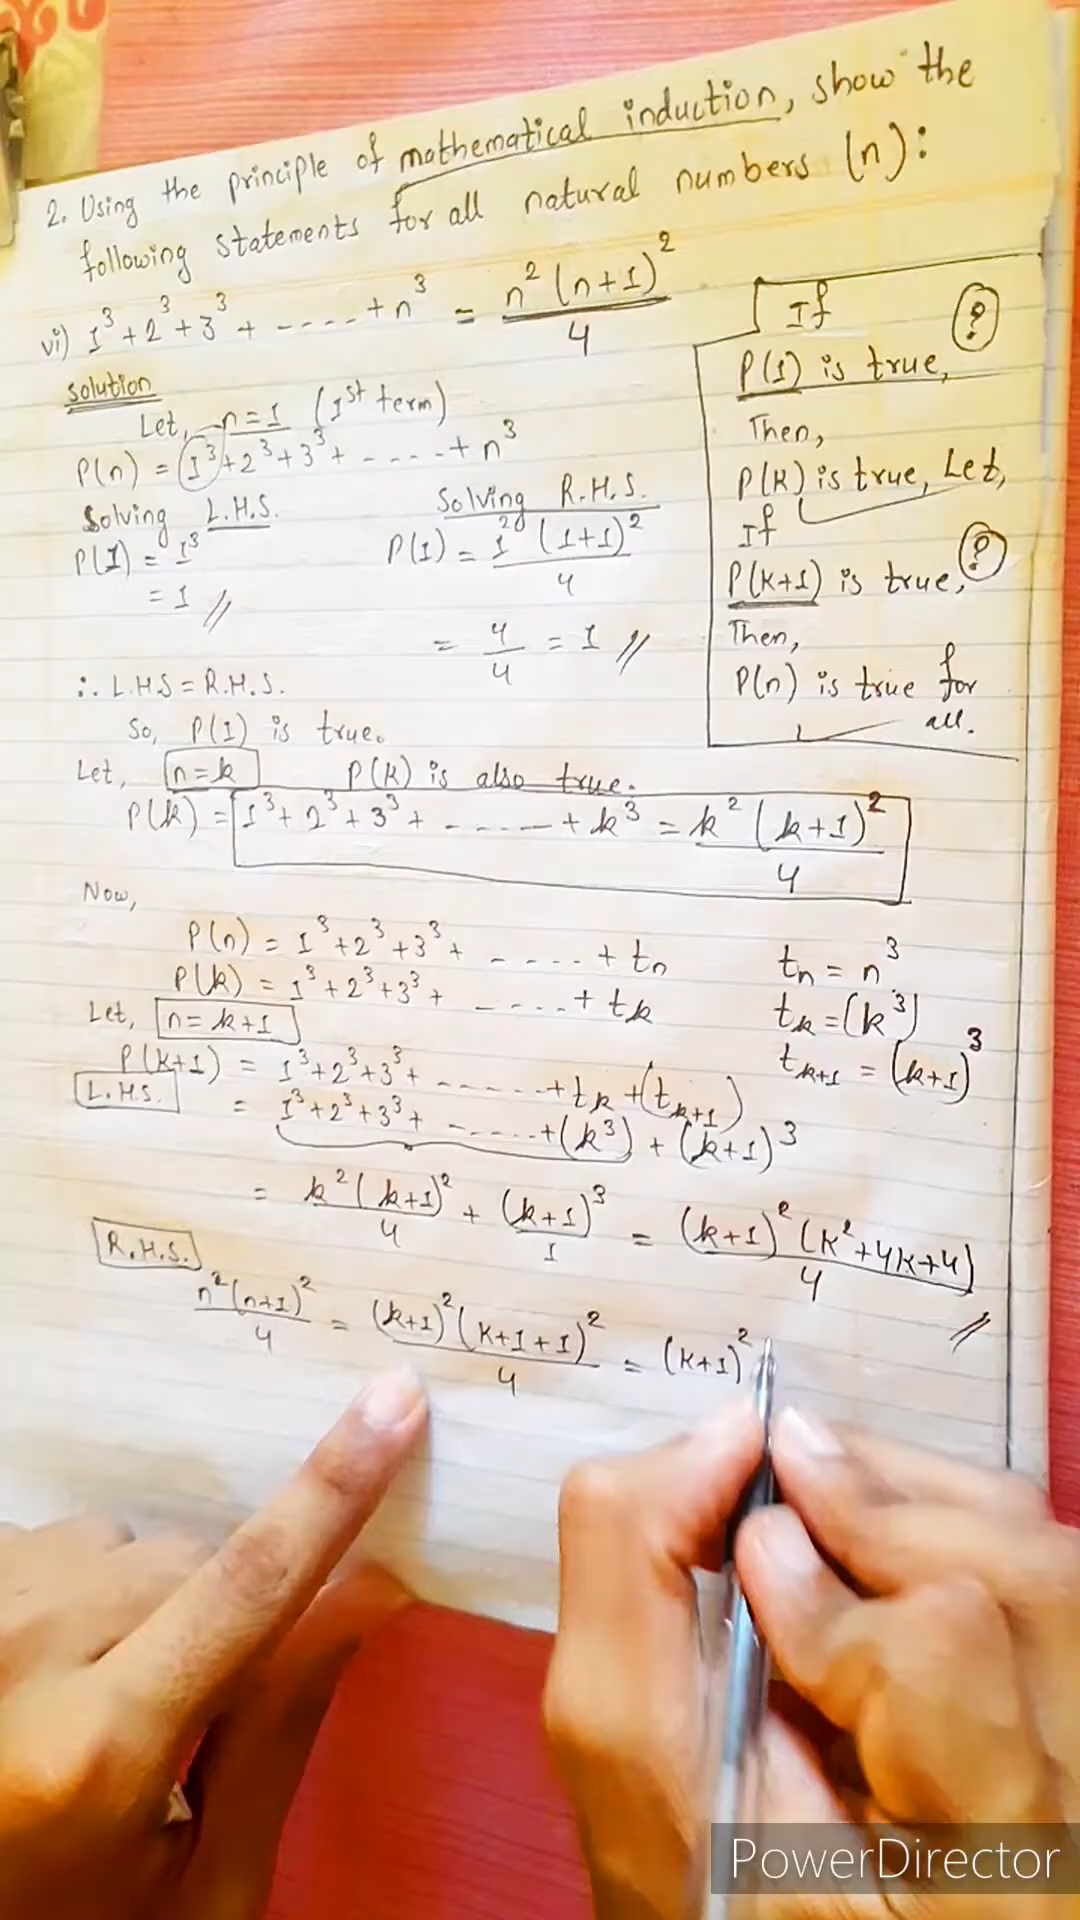 2. Using the principle of mathematical induction, show the
following statements for all natural numbers (n):
vi) 1³ + 2³ + 3³ + ----- + n³ = n²(n+1)²/4
Solution
Let, n=1 (1st term)
P(n) = 1³+2³+3³+ ----- + n³
Solving L.H.S.
P(1) = 1³
= 1 //
Solving R.H.S.
P(1) = 1²(1+1)²/4
= 4/4 = 1 //
∴ L.H.S = R.H.S.
So, P(1) is true.
If
?
P(1) is true,
Then,
P(k) is true, Let,
If
?
P(k+1) is true,
Then,
P(n) is true for
all.
Let, n=k P(k) is also true.
P(k) = 1³+2³+3³+ ------ + k³ = k²(k+1)²/4
Now,
P(n) = 1³+2³+3³+ ----- + tn
P(k) = 1³+2³+3³+ ----- + tk
tn = n³
tk = (k³)
tk+1 = (k+1)³
Let, n= k+1
P(k+1) = 1³+2³+3³+ ------ + tk + (tk+1)
L.H.S.
= 1³+2³+3³+ ------ + (k³) + (k+1)³
= k²(k+1)²/4 + (k+1)³/1 = (k+1)²(k²+4k+4)/4 //
R.H.S.
n²(n+1)²/4 = (k+1)²(k+1+1)²/4 = (k+1)²
PowerDirector